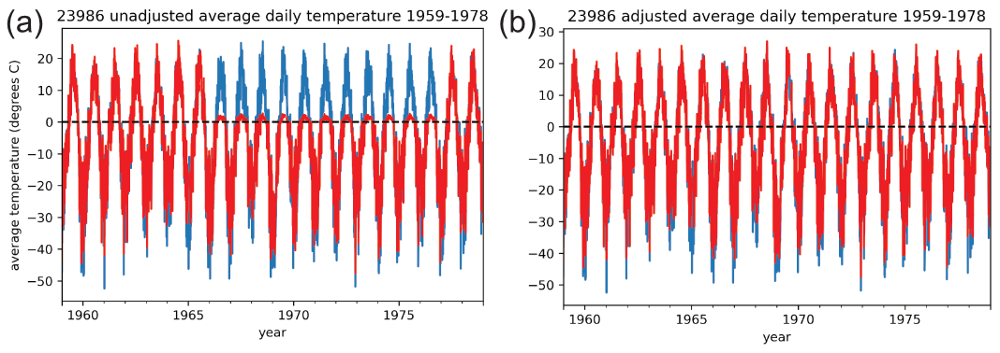 (a) 23986 unadjusted average daily temperature 1959-1978
average temperature (degrees C)
20
10
0
−10
−20
−30
−40
−50
1960 1965 1970 1975
year
(b) 23986 adjusted average daily temperature 1959-1978
30
20
10
0
−10
−20
−30
−40
−50
1960 1965 1970 1975
year